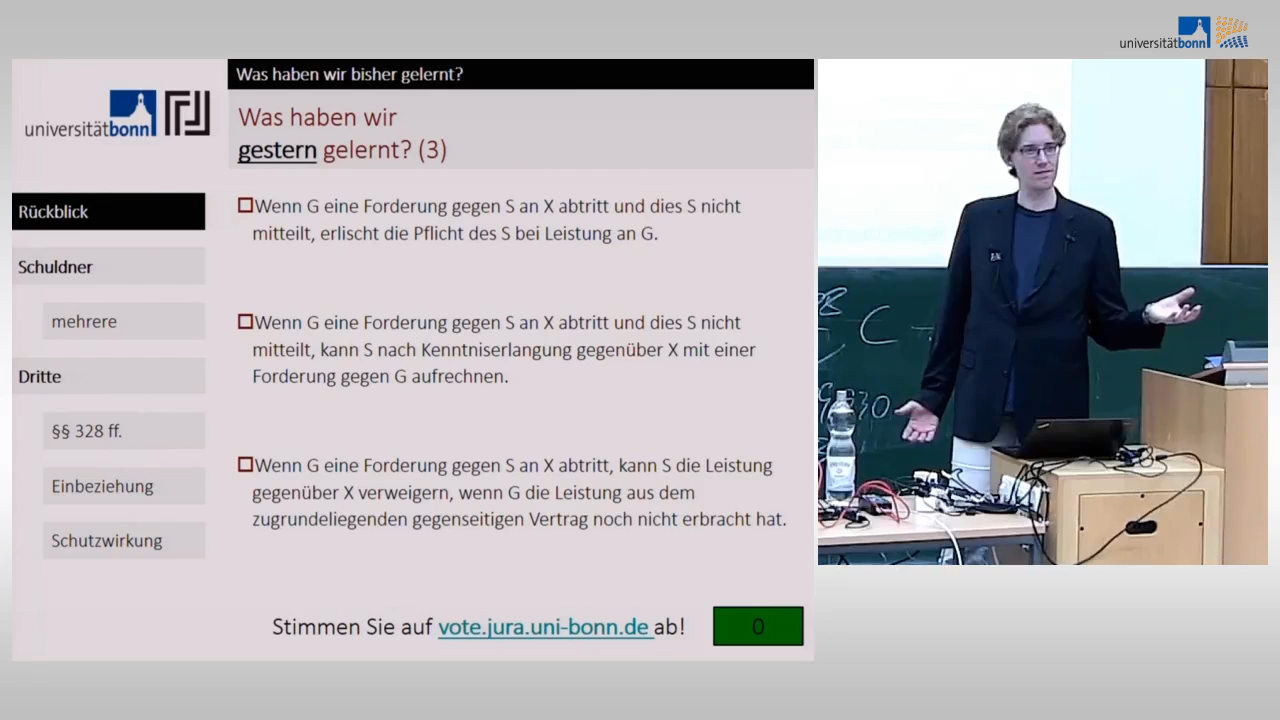 universitätbonn
Was haben wir bisher gelernt?
universitätbonn
Was haben wir
gestern gelernt? (3)
Rückblick
Schuldner
mehrere
Dritte
§§ 328 ff.
Einbeziehung
Schutzwirkung
Wenn G eine Forderung gegen S an X abtritt und dies S nicht
mitteilt, erlischt die Pflicht des S bei Leistung an G.
Wenn G eine Forderung gegen S an X abtritt und dies S nicht
mitteilt, kann S nach Kenntniserlangung gegenüber X mit einer
Forderung gegen G aufrechnen.
Wenn G eine Forderung gegen S an X abtritt, kann S die Leistung
gegenüber X verweigern, wenn G die Leistung aus dem
zugrundeliegenden gegenseitigen Vertrag noch nicht erbracht hat.
Stimmen Sie auf vote.jura.uni-bonn.de ab!
0
C